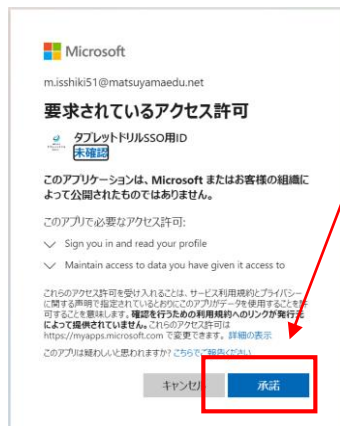 Microsoft
m.isshiki51@matsuyamaedu.net
要求されているアクセス許可
タブレットドリルSSO用ID
未確認
このアプリケーションは、Microsoft またはお客様の組織に
よって公開されたものではありません。
このアプリで必要なアクセス許可:
Sign you in and read your profile
Maintain access to data you have given it access to
これらのアクセス許可を受け入れることは、サービス利用規約とプライバシー
に関する声明で指定されているとおりにこのアプリがデータを使用することを許
可することを意味します。確認を行うための利用規約へのリンクが発行元
によって提供されていません。これらのアクセス許可は
https://myapps.microsoft.com で変更できます。詳細の表示
このアプリは疑わしいと思われますか? こちらでご報告ください
キャンセル
承諾